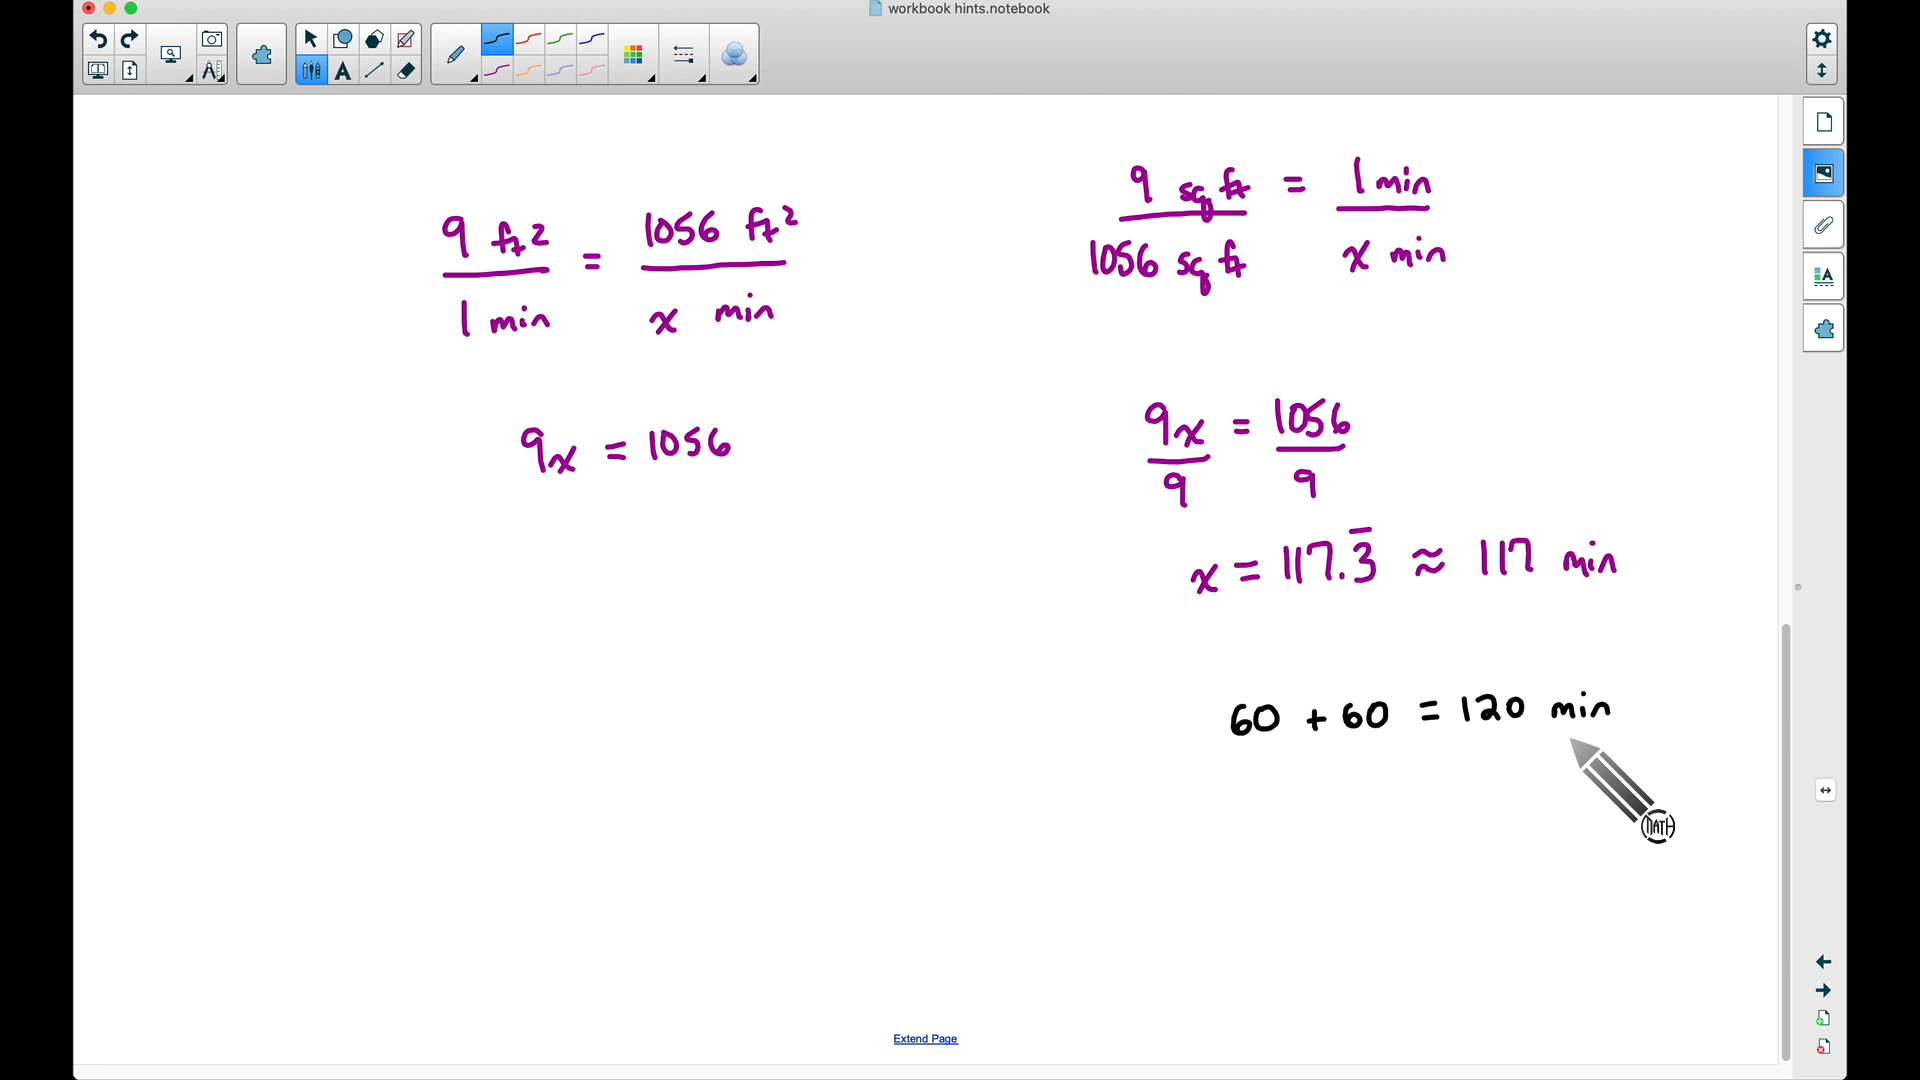 workbook hints.notebook
9 ft² = 1056 ft²
1 min x min
9x = 1056
9 sq ft = 1 min
1056 sq ft x min
9x = 1056
9 9
x = 117.3̅ ≈ 117 min
60 + 60 = 120 min
MATH
Extend Page